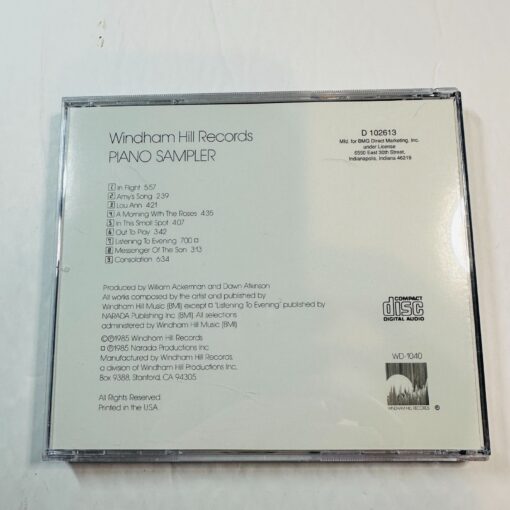 Windham Hill Records
PIANO SAMPLER
D 102613
Mfd. for BMG Direct Marketing, Inc.
under License
6550 East 30th Street,
Indianapolis, Indiana 46219
1 In Flight 5:57
2 Amy's Song 2:39
3 Lou Ann 4:21
4 A Morning With The Roses 4:35
5 In This Small Spot 4:07
6 Out To Play 3:42
7 Listening To Evening 7:00 ¤
8 Messenger Of The Son 3:13
9 Consolation 6:34
Produced by William Ackerman and Dawn Atkinson
All works composed by the artist and published by
Windham Hill Music (BMI) except ¤ "Listening To Evening" published by
NARADA Publishing Inc. (BMI). All selections
administered by Windham Hill Music (BMI)
©℗1985 Windham Hill Records
¤ ℗1985 Narada Productions Inc.
Manufactured by Windham Hill Records,
a division of Windham Hill Productions Inc.
Box 9388, Stanford, CA 94305
All Rights Reserved
Printed in the U.S.A.
COMPACT
disc
DIGITAL AUDIO
WD-1040
WINDHAM HILL RECORDS ®